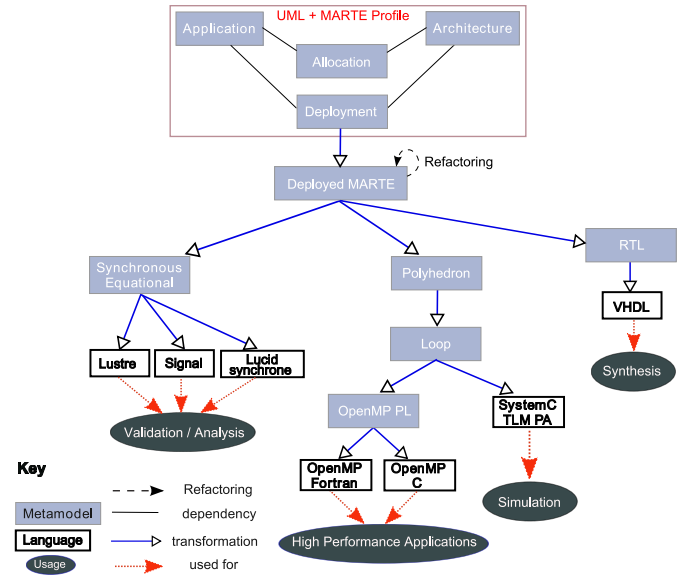 UML + MARTE Profile
Application
Architecture
Allocation
Deployment
Refactoring
Deployed MARTE
RTL
Synchronous
Equational
Polyhedron
VHDL
Loop
Lustre
Signal
Lucid
synchrone
Synthesis
OpenMP PL
SystemC
TLM PA
Validation / Analysis
OpenMP
Fortran
OpenMP
C
Simulation
High Performance Applications
Key
Refactoring
Metamodel
dependency
Language
transformation
Usage
used for